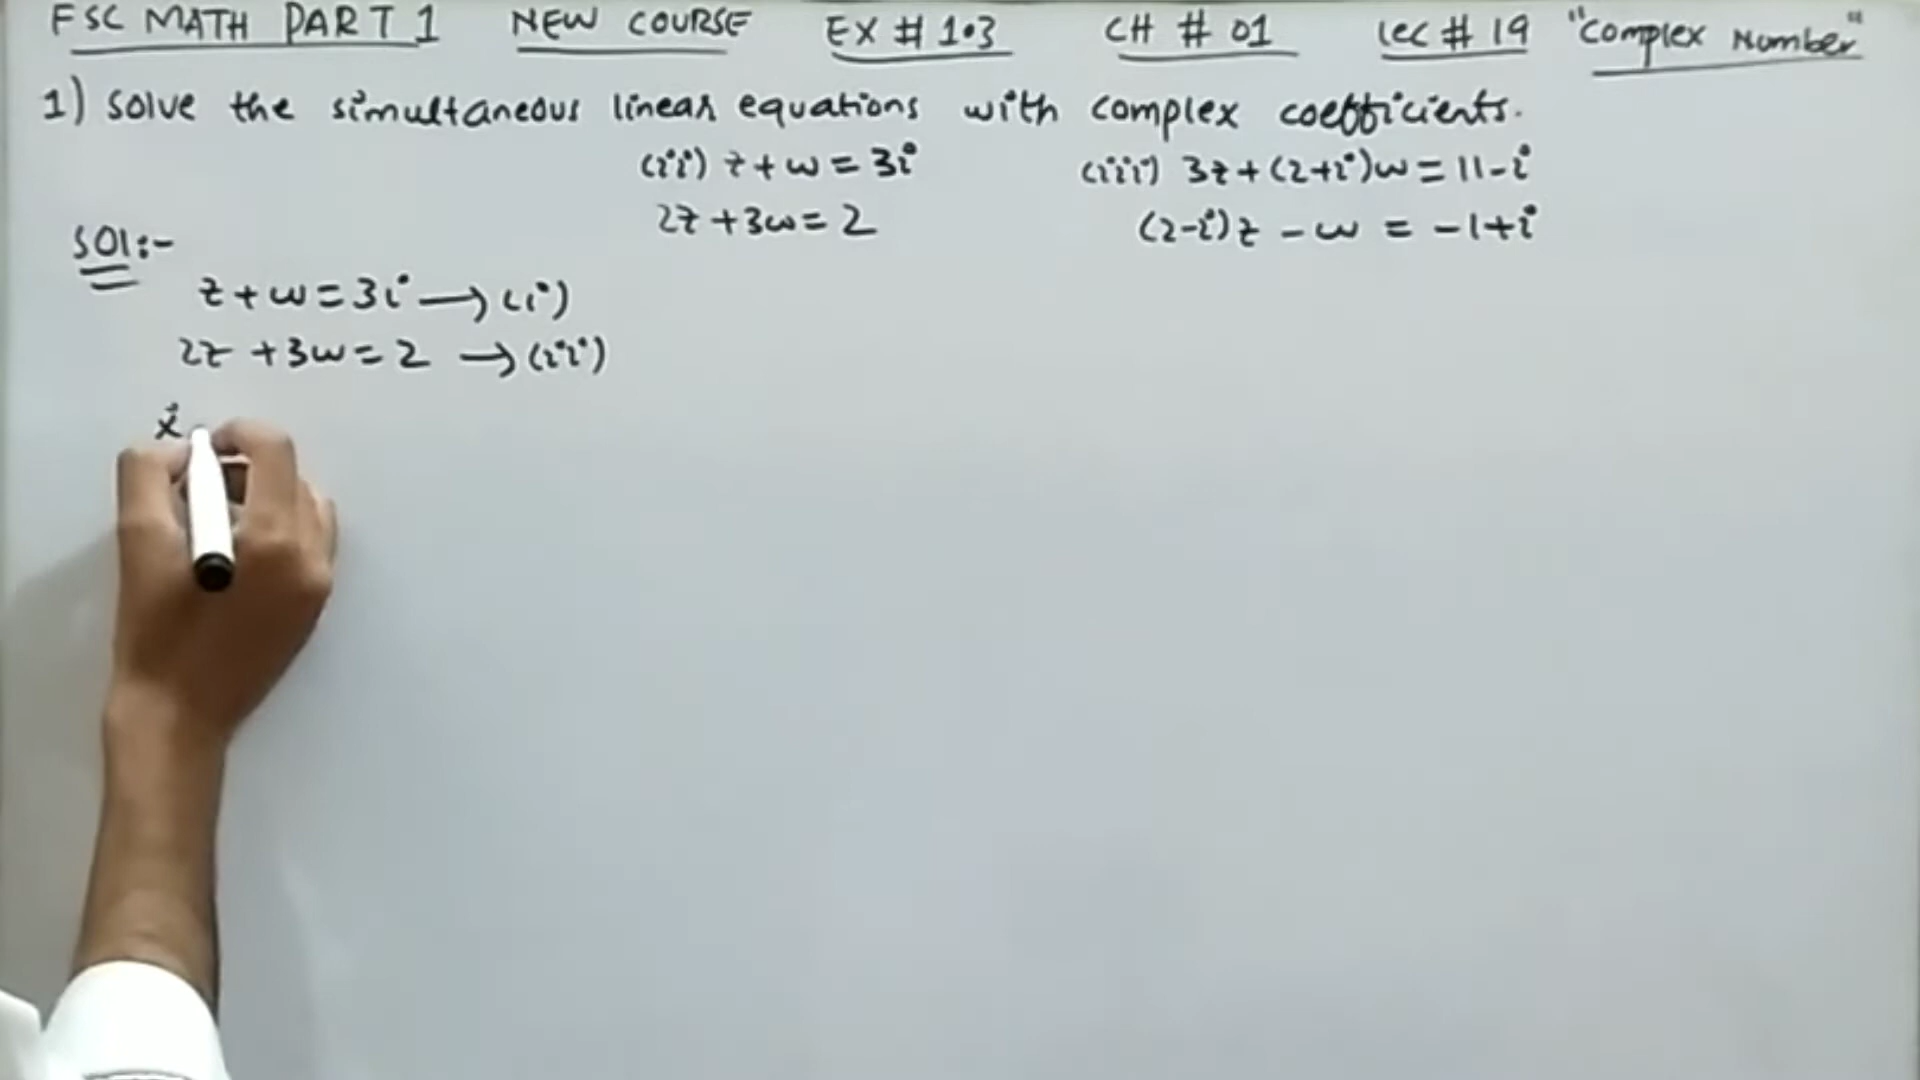 FSC MATH PART 1 NEW COURSE EX # 1.3 CH # 01 Lec # 19 "Complex Number"
1) Solve the simultaneous linear equations with complex coefficients.
(ii) z + w = 3i (iii) 3z + (2+i)w = 11-i
2z + 3w = 2 (2-i)z - w = -1+i
SOl:-
z + w = 3i → (i)
2z + 3w = 2 → (ii)